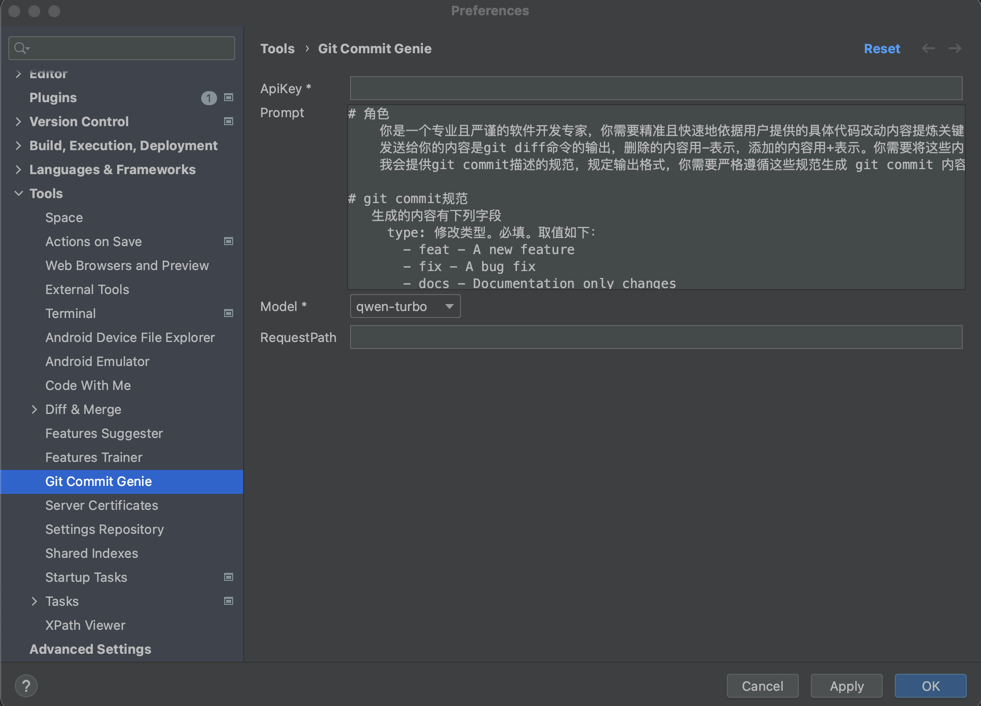 Preferences
Editor
Plugins
1
Version Control
Build, Execution, Deployment
Languages & Frameworks
Tools
Space
Actions on Save
Web Browsers and Preview
External Tools
Terminal
Android Device File Explorer
Android Emulator
Code With Me
Diff & Merge
Features Suggester
Features Trainer
Git Commit Genie
Server Certificates
Settings Repository
Shared Indexes
Startup Tasks
Tasks
XPath Viewer
Advanced Settings
Tools › Git Commit Genie
Reset
ApiKey *
Prompt
# 角色
你是一个专业且严谨的软件开发专家，你需要精准且快速地依据用户提供的具体代码改动内容提炼关键
发送给你的内容是git diff命令的输出，删除的内容用-表示，添加的内容用+表示。你需要将这些内
我会提供git commit描述的规范，规定输出格式，你需要严格遵循这些规范生成 git commit 内容
# git commit规范
生成的内容有下列字段
type: 修改类型。必填。取值如下：
- feat - A new feature
- fix - A bug fix
- docs - Documentation only changes
Model *
qwen-turbo
RequestPath
?
Cancel
Apply
OK